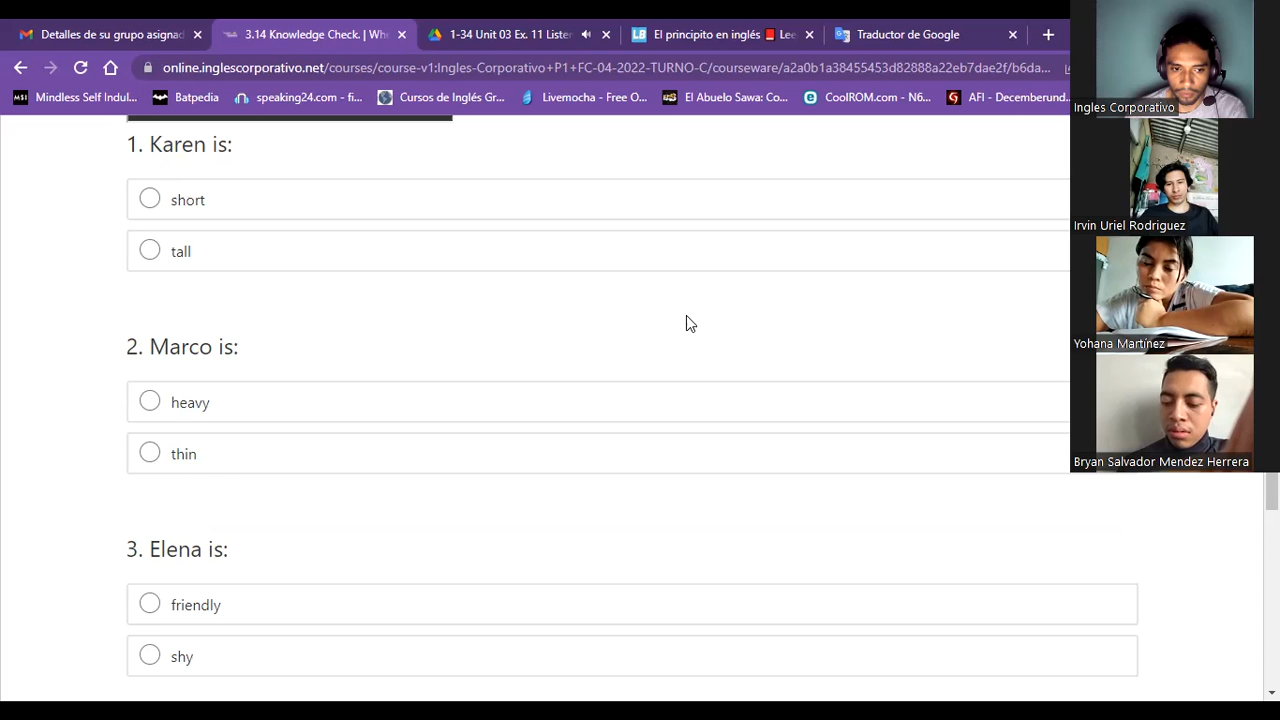 Detalles de su grupo asignad
3.14 Knowledge Check. | Wh
1-34 Unit 03 Ex. 11 Listen
El principito en inglés Lee
Traductor de Google
online.inglescorporativo.net/courses/course-v1:Ingles-Corporativo+P1+FC-04-2022-TURNO-C/courseware/a2a0b1a38455453d82888a22eb7dae2f/b6da...
Mindless Self Indul...
Batpedia
speaking24.com - fi...
Cursos de Inglés Gr...
Livemocha - Free O...
El Abuelo Sawa: Co...
CoolROM.com - N6...
AFI - Decemberund
Ingles Corporativo
Irvin Uriel Rodriguez
Yohana Martínez
Bryan Salvador Mendez Herrera
1. Karen is:
short
tall
2. Marco is:
heavy
thin
3. Elena is:
friendly
shy